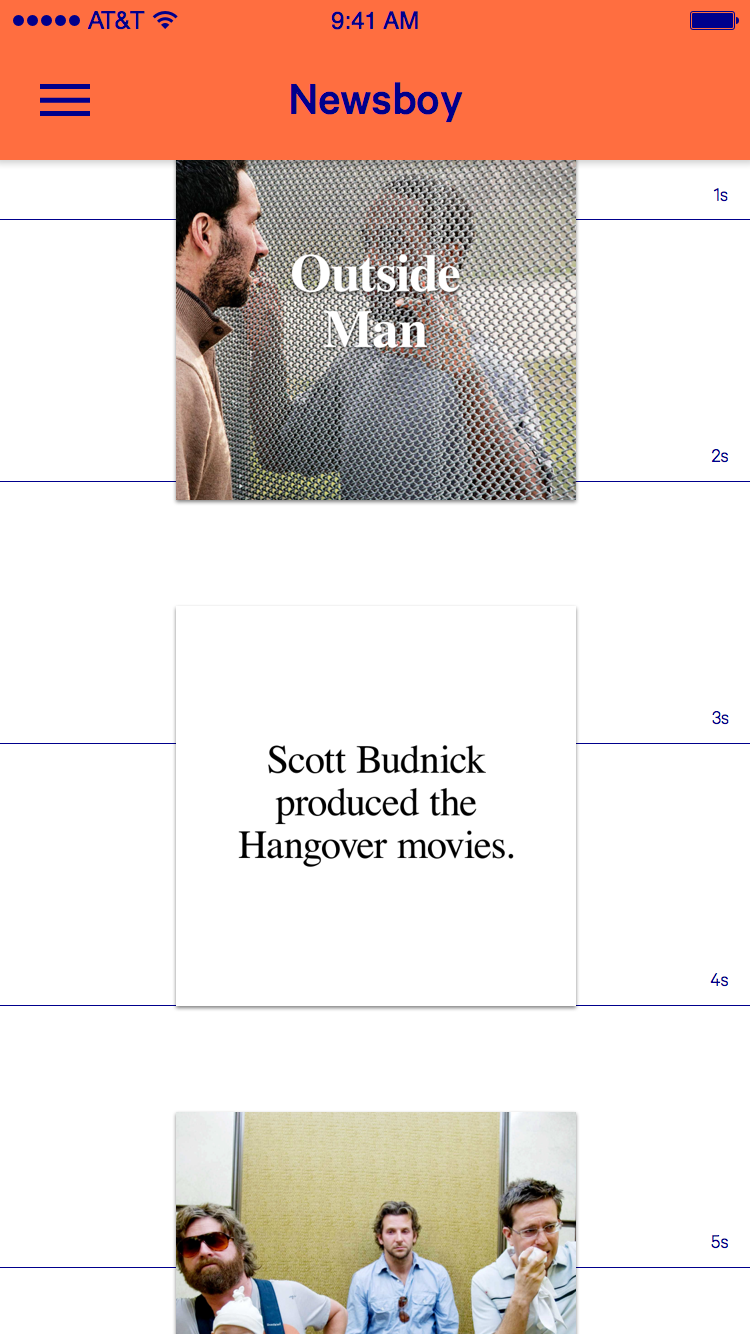 AT&T 9:41 AM
Newsboy
1s
Outside
Man
2s
3s
Scott Budnick
produced the
Hangover movies.
4s
5s